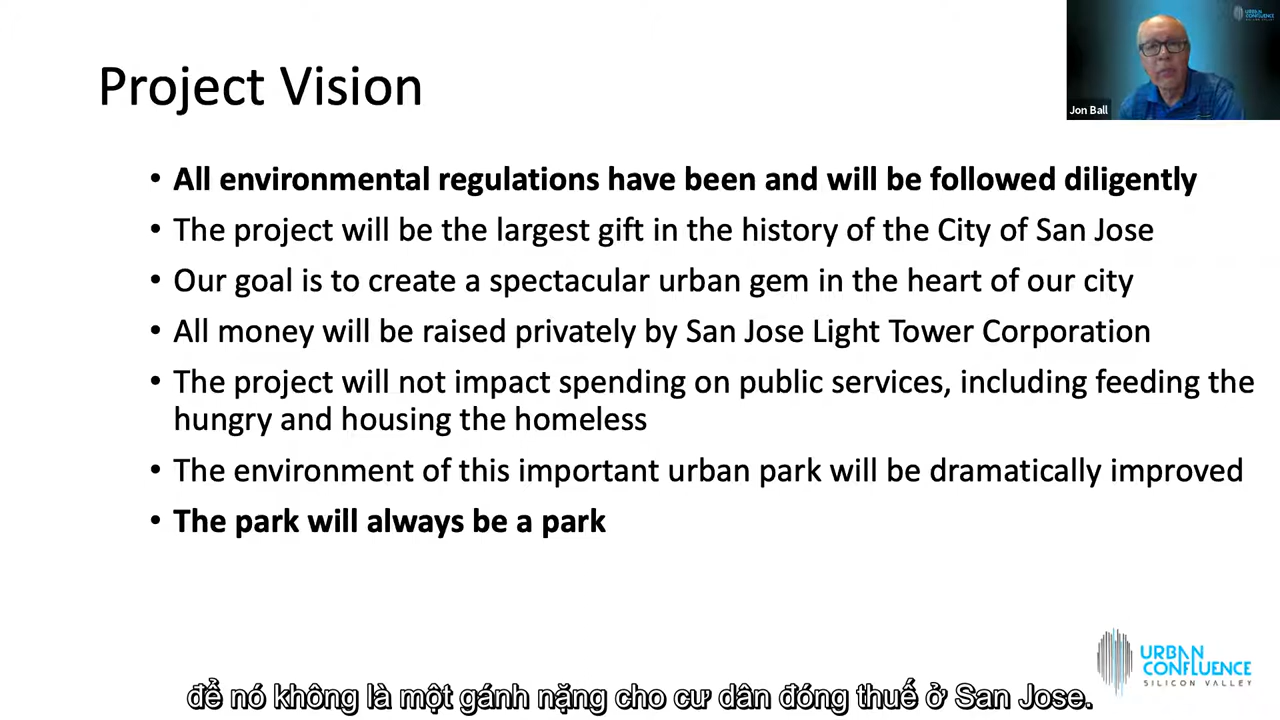 URBAN
CONFLUENCE
SILICON VALLEY
Jon Ball
Project Vision
• All environmental regulations have been and will be followed diligently
• The project will be the largest gift in the history of the City of San Jose
• Our goal is to create a spectacular urban gem in the heart of our city
• All money will be raised privately by San Jose Light Tower Corporation
• The project will not impact spending on public services, including feeding the
hungry and housing the homeless
• The environment of this important urban park will be dramatically improved
• The park will always be a park
URBAN
CONFLUENCE
SILICON VALLEY
để nó không là một gánh nặng cho cư dân đóng thuế ở San Jose.